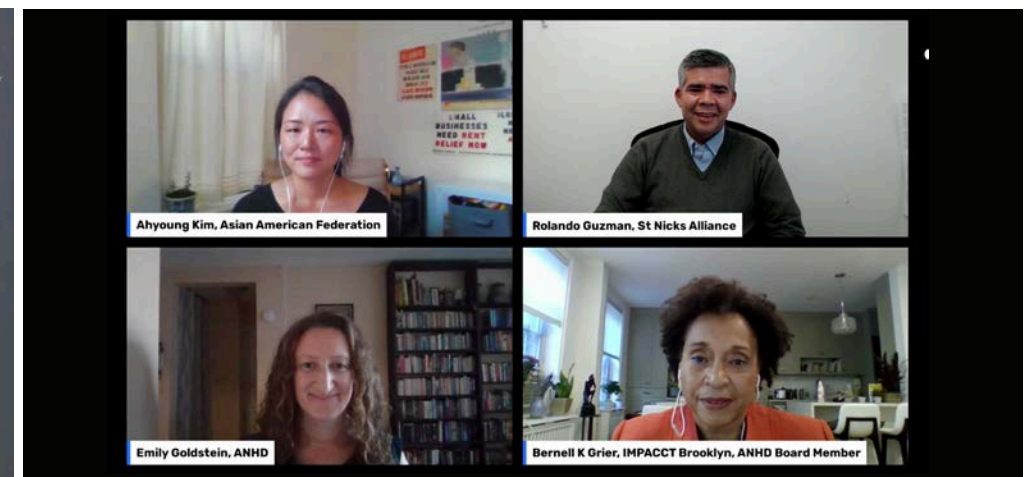 SMALL
BUSINESSES
NEED RENT
RELIEF NOW
Ahyoung Kim, Asian American Federation
Rolando Guzman, St Nicks Alliance
Emily Goldstein, ANHD
Bernell K Grier, IMPACCT Brooklyn, ANHD Board Member